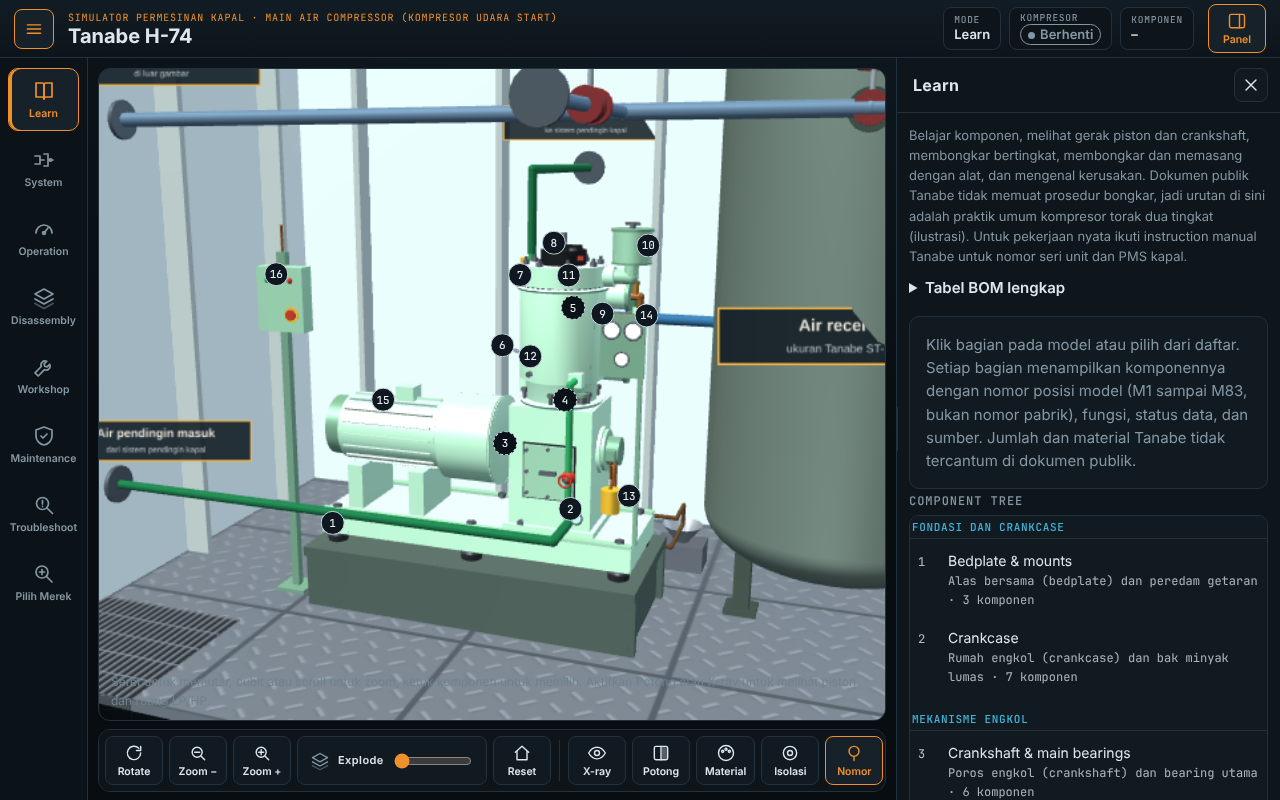 SIMULATOR PERMESINAN KAPAL · MAIN AIR COMPRESSOR (KOMPRESOR UDARA START)
Tanabe H-74
MODE
Learn
KOMPRESOR
Berhenti
KOMPONEN
–
Panel
Learn
System
Operation
Disassembly
Workshop
Maintenance
Troubleshoot
Pilih Merek
di luar gambar
ke sistem pendingin kapal
8
10
7
11
16
5
9
14
Air recei
ukuran Tanabe ST-
6
12
15
4
3
Air pendingin masuk
dari sistem pendingin kapal
13
2
1
Rotate
Zoom –
Zoom +
Explode
Reset
X-ray
Potong
Material
Isolasi
Nomor
Learn
Belajar komponen, melihat gerak piston dan crankshaft,
membongkar bertingkat, membongkar dan memasang
dengan alat, dan mengenal kerusakan. Dokumen publik
Tanabe tidak memuat prosedur bongkar, jadi urutan di sini
adalah praktik umum kompresor torak dua tingkat
(ilustrasi). Untuk pekerjaan nyata ikuti instruction manual
Tanabe untuk nomor seri unit dan PMS kapal.
Tabel BOM lengkap
Klik bagian pada model atau pilih dari daftar.
Setiap bagian menampilkan komponennya
dengan nomor posisi model (M1 sampai M83,
bukan nomor pabrik), fungsi, status data, dan
sumber. Jumlah dan material Tanabe tidak
tercantum di dokumen publik.
COMPONENT TREE
FONDASI DAN CRANKCASE
1 Bedplate & mounts
Alas bersama (bedplate) dan peredam getaran
· 3 komponen
2 Crankcase
Rumah engkol (crankcase) dan bak minyak
lumas · 7 komponen
MEKANISME ENGKOL
3 Crankshaft & main bearings
Poros engkol (crankshaft) dan bearing utama
· 6 komponen